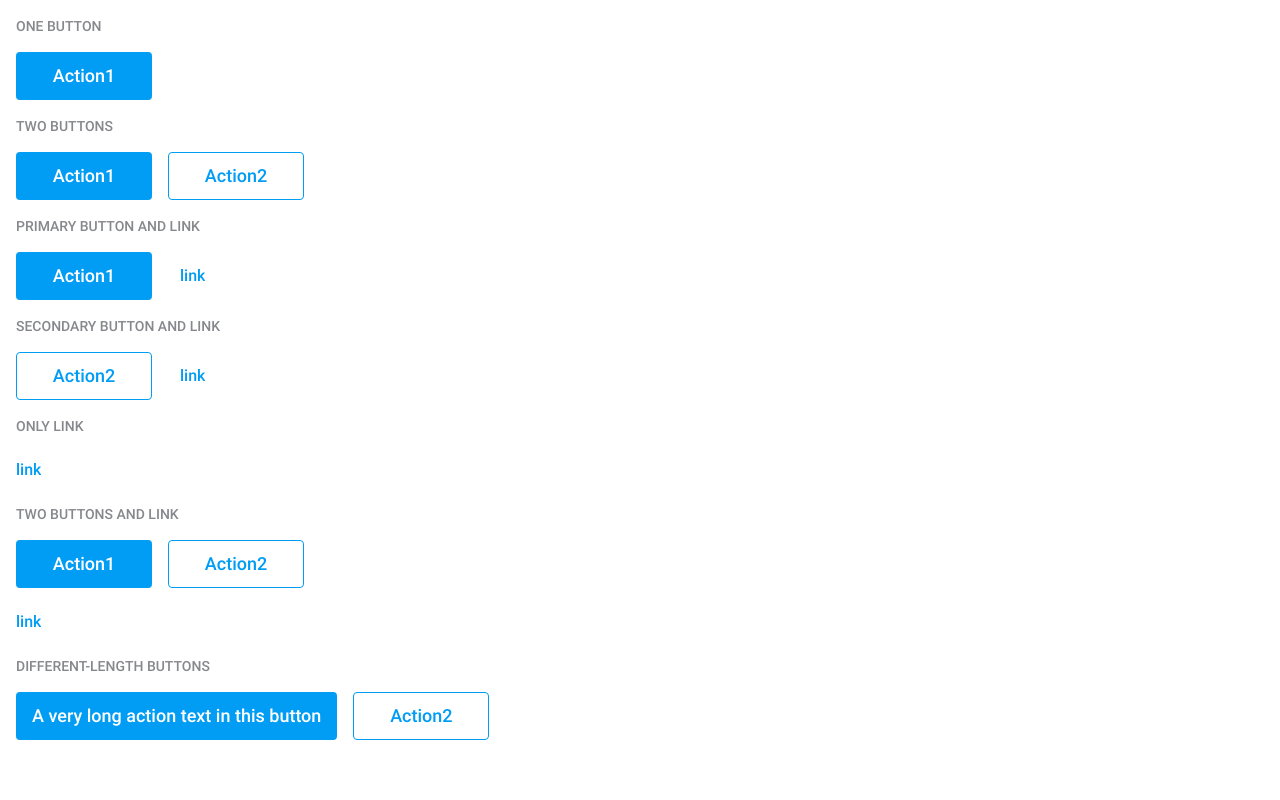 ONE BUTTON
Action1
TWO BUTTONS
Action1 Action2
PRIMARY BUTTON AND LINK
Action1 link
SECONDARY BUTTON AND LINK
Action2 link
ONLY LINK
link
TWO BUTTONS AND LINK
Action1 Action2
link
DIFFERENT-LENGTH BUTTONS
A very long action text in this button Action2